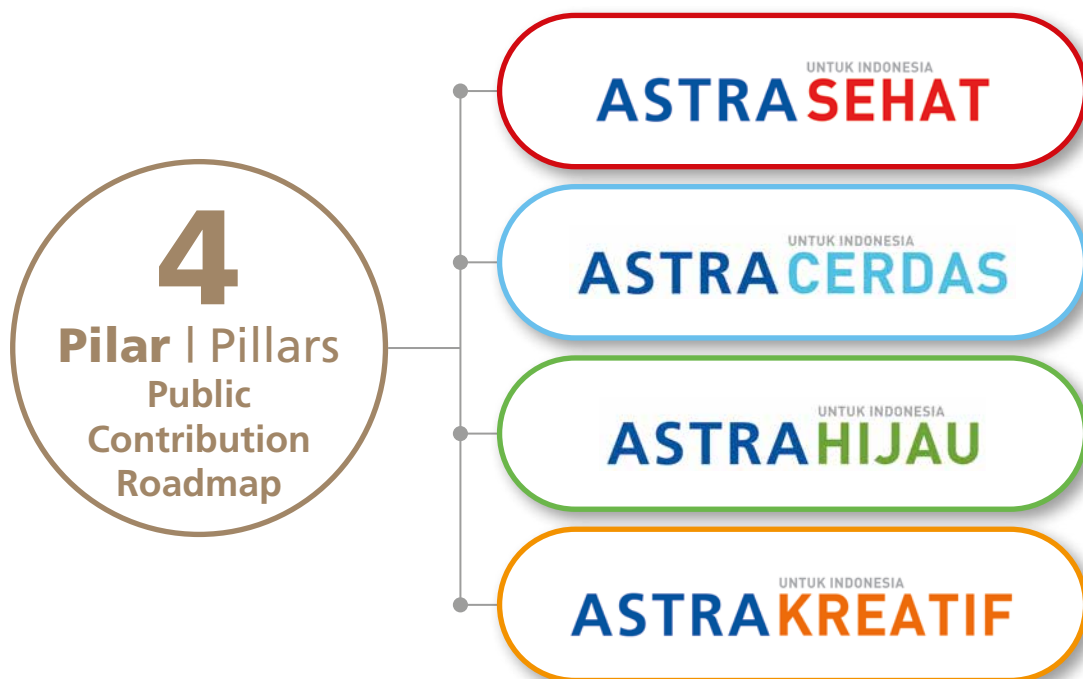 4
Pilar | Pillars
Public
Contribution
Roadmap
UNTUK INDONESIA
ASTRA SEHAT
UNTUK INDONESIA
ASTRA CERDAS
UNTUK INDONESIA
ASTRA HIJAU
UNTUK INDONESIA
ASTRA KREATIF